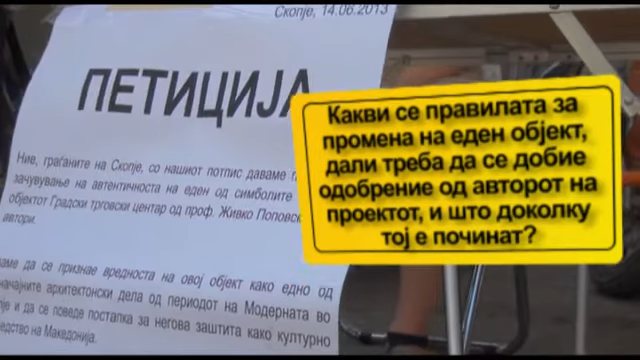 Скопје, 14.06.2013
ПЕТИЦИЈА
Ние, граѓаните на Скопје, со нашиот потпис даваме
зачувување на автентичноста на еден од симболите
објектот Градски трговски центар од проф. Живко Поповск
автори.
да се признае вредноста на овој објект како едно од
архитектонски дела од периодот на Модерната во
и да се поведе постапка за негова заштита како културно
на Македонија.
Какви се правилата за
промена на еден објект,
дали треба да се добие
одобрение од авторот на
проектот, и што доколку
тој е починат?